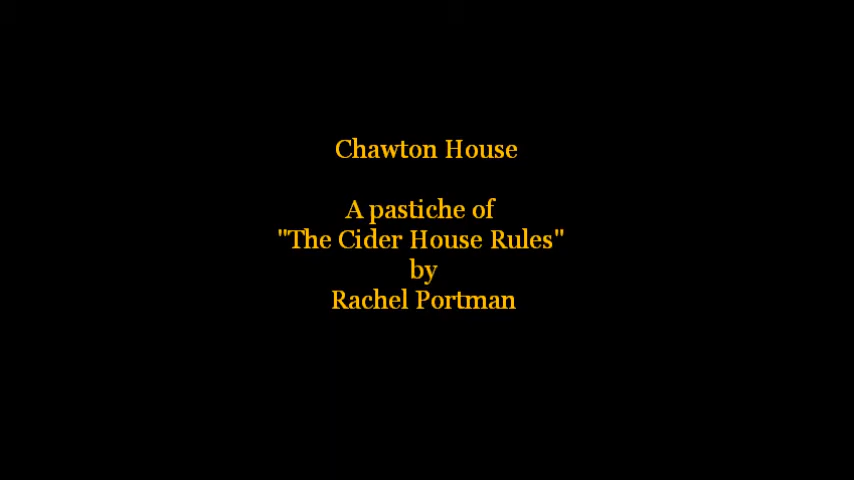 Chawton House
A pastiche of
"The Cider House Rules"
by
Rachel Portman